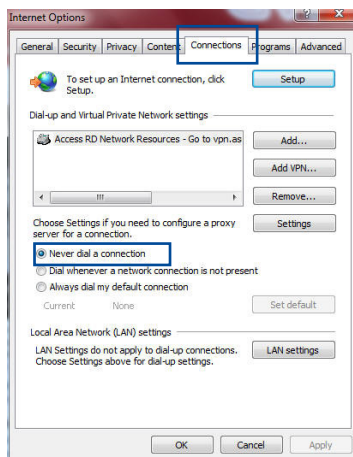 Internet Options
General Security Privacy Content Connections Programs Advanced
To set up an Internet connection, click
Setup.
Setup
Dial-up and Virtual Private Network settings
Access RD Network Resources - Go to vpn.as
Add...
Add VPN...
Remove...
Choose Settings if you need to configure a proxy
server for a connection.
Settings
Never dial a connection
Dial whenever a network connection is not present
Always dial my default connection
Current None
Set default
Local Area Network (LAN) settings
LAN Settings do not apply to dial-up connections.
Choose Settings above for dial-up settings.
LAN settings
OK Cancel Apply